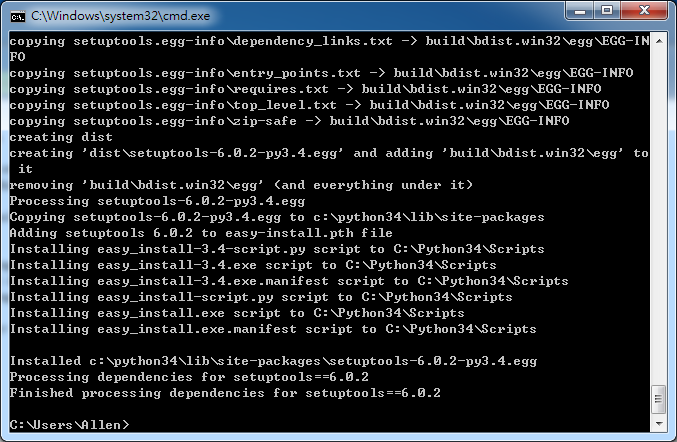 C:\Windows\system32\cmd.exe
copying setuptools.egg-info\dependency_links.txt -> build\bdist.win32\egg\EGG-IN
FO
copying setuptools.egg-info\entry_points.txt -> build\bdist.win32\egg\EGG-INFO
copying setuptools.egg-info\requires.txt -> build\bdist.win32\egg\EGG-INFO
copying setuptools.egg-info\top_level.txt -> build\bdist.win32\egg\EGG-INFO
copying setuptools.egg-info\zip-safe -> build\bdist.win32\egg\EGG-INFO
creating dist
creating 'dist\setuptools-6.0.2-py3.4.egg' and adding 'build\bdist.win32\egg' to
 it
removing 'build\bdist.win32\egg' (and everything under it)
Processing setuptools-6.0.2-py3.4.egg
Copying setuptools-6.0.2-py3.4.egg to c:\python34\lib\site-packages
Adding setuptools 6.0.2 to easy-install.pth file
Installing easy_install-3.4-script.py script to C:\Python34\Scripts
Installing easy_install-3.4.exe script to C:\Python34\Scripts
Installing easy_install-3.4.exe.manifest script to C:\Python34\Scripts
Installing easy_install-script.py script to C:\Python34\Scripts
Installing easy_install.exe script to C:\Python34\Scripts
Installing easy_install.exe.manifest script to C:\Python34\Scripts

Installed c:\python34\lib\site-packages\setuptools-6.0.2-py3.4.egg
Processing dependencies for setuptools==6.0.2
Finished processing dependencies for setuptools==6.0.2

C:\Users\Allen>